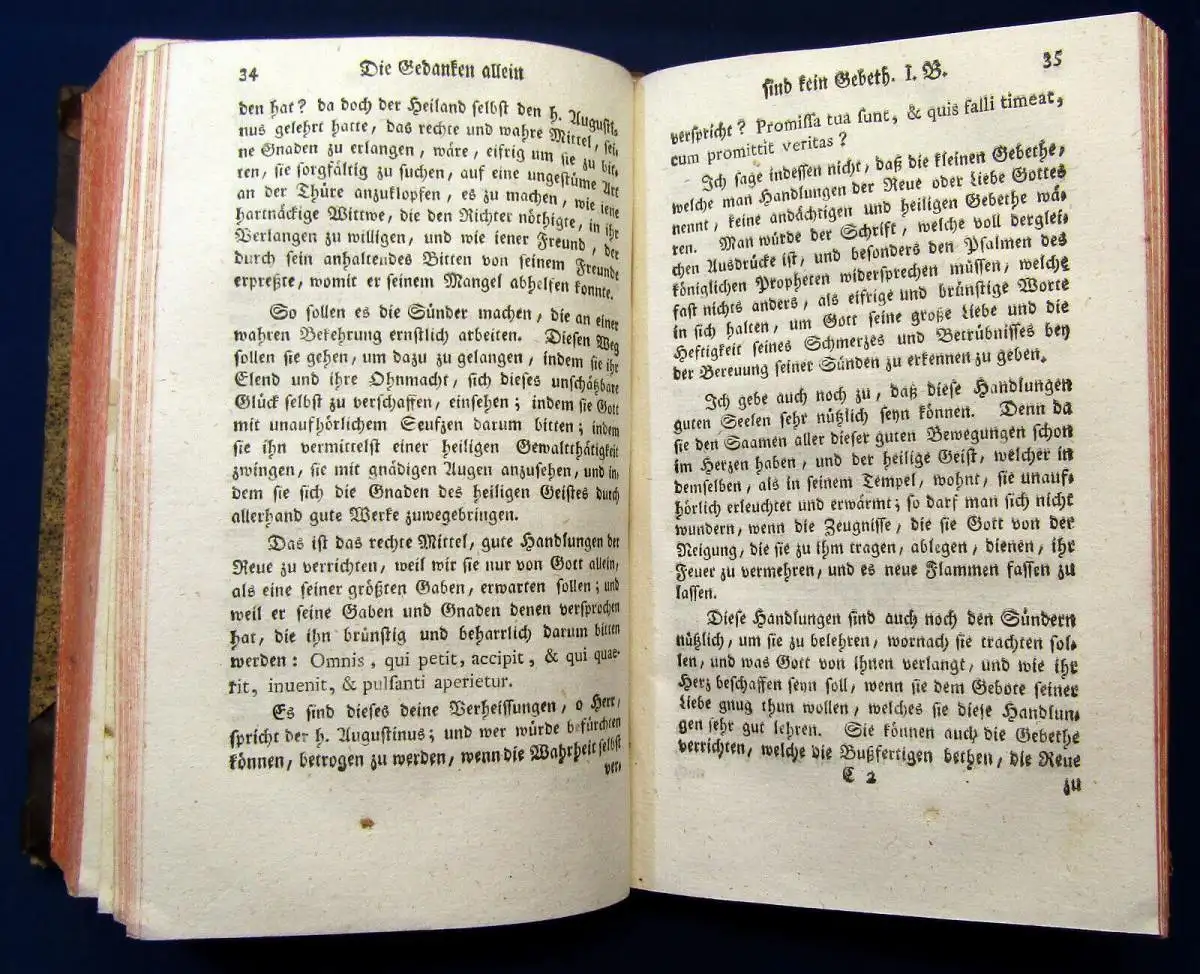 34
Die Gedanken allein
den hat? da doch der Heiland selbst den h. Augusti-
nus gelehrt hatte, das rechte und wahre Mittel, sei-
ne Gnaden zu erlangen, wäre, eifrig um sie zu bit-
ten, sie sorgfältig zu suchen, auf eine ungestüme Art
an der Thüre anzuklopfen, es zu machen, wie jene
hartnäckige Wittwe, die den Richter nöthigte, in ihr
Verlangen zu willigen, und wie iener Freund, der
durch sein anhaltendes Bitten von seinem Freunde
erpreßte, womit er seinem Mangel abhelfen konnte.
So sollen es die Sünder machen, die an einer
wahren Bekehrung ernstlich arbeiten. Diesen Weg
sollen sie gehen, um dazu zu gelangen, indem sie ihr
Elend und ihre Ohnmacht, sich dieses unschätzbare
Glück selbst zu verschaffen, einsehen; indem sie Gott
mit unaufhörlichem Seufzen darum bitten; indem
sie ihn vermittelst einer heiligen Gewaltthätigkeit
zwingen, sie mit gnädigen Augen anzusehen, und in-
dem sie sich die Gnaden des heiligen Geistes durch
allerhand gute Werke zuwegebringen.
Das ist das rechte Mittel, gute Handlungen der
Reue zu verrichten, weil wir sie nur von Gott allein,
als eine seiner größten Gaben, erwarten sollen; und
weil er seine Gaben und Gnaden denen versprochen
hat, die ihn brünstig und beharrlich darum bitten
werden: Omnis, qui petit, accipit, & qui quae-
rit, inuenit, & pulsanti aperietur.
Es sind dieses deine Verheissungen, o Herr,
spricht der h. Augustinus; und wer würde befürchten
können, betrogen zu werden, wenn die Wahrheit selbst
ver-
sind kein Gebeth. I. B.
35
verspricht? Promissa tua sunt, & quis falli timeat,
cum promittit veritas?
Ich sage indessen nicht, daß die kleinen Gebethe,
welche man Handlungen der Reue oder Liebe Gottes
nennt, keine andächtigen und heiligen Gebethe wä-
ren. Man würde der Schrift, welche voll derglei-
chen Ausdrücke ist, und besonders den Psalmen des
königlichen Propheten widersprechen müssen, welche
fast nichts anders, als eifrige und brünstige Worte
in sich halten, um Gott seine große Liebe und die
Heftigkeit seines Schmerzes und Betrübnisses bey
der Bereuung seiner Sünden zu erkennen zu geben.
Ich gebe auch noch zu, daß diese Handlungen
guten Seelen sehr nützlich seyn können. Denn da
sie den Saamen aller dieser guten Bewegungen schon
im Herzen haben, und der heilige Geist, welcher in
demselben, als in seinem Tempel, wohnt, sie unauf-
hörlich erleuchtet und erwärmt; so darf man sich nicht
wundern, wenn die Zeugnisse, die sie Gott von der
Neigung, die sie zu ihm tragen, ablegen, dienen, ihr
Feuer zu vermehren, und es neue Flammen fassen zu
lassen.
Diese Handlungen sind auch noch den Sündern
nützlich, um sie zu belehren, wornach sie trachten sol-
len, und was Gott von ihnen verlangt, und wie ihr
Herz beschaffen seyn soll, wenn sie dem Gebote seiner
Liebe gnug thun wollen, welches sie diese Handlun-
gen sehr gut lehren. Sie können auch die Gebethe
verrichten, welche die Bußfertigen bethen, die Reue
C 2
zu